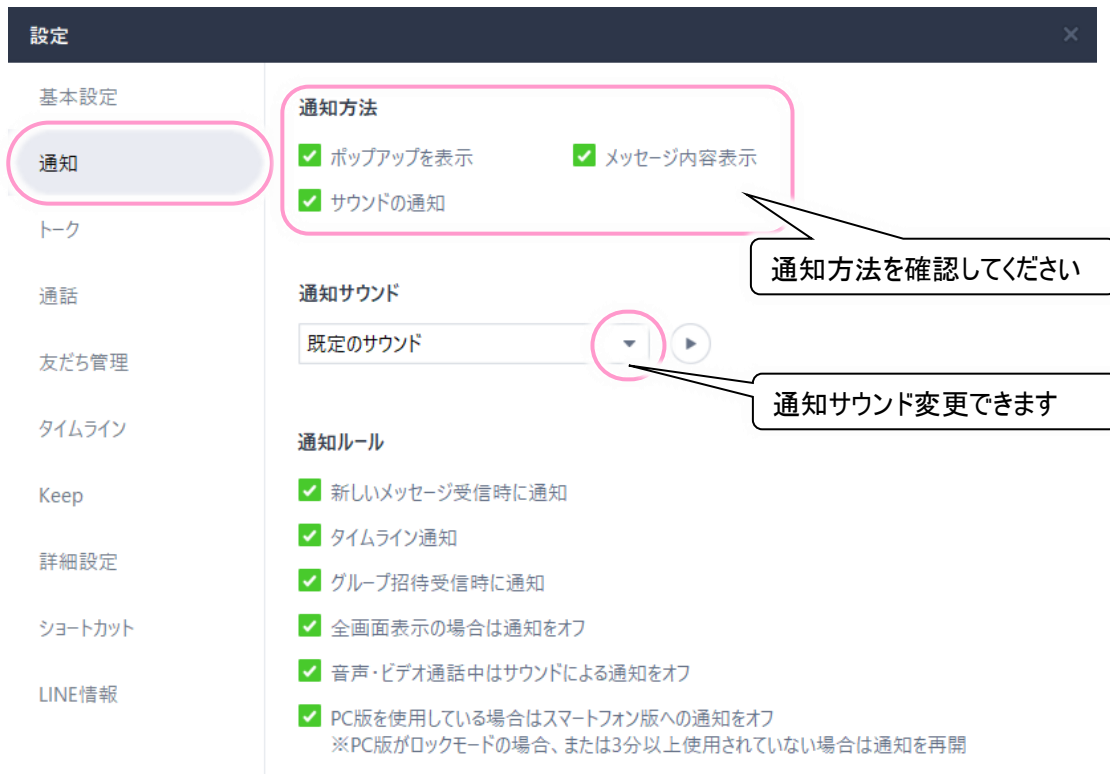 設定
基本設定
通知
トーク
通話
友だち管理
タイムライン
Keep
詳細設定
ショートカット
LINE情報
通知方法
ポップアップを表示
メッセージ内容表示
サウンドの通知
通知方法を確認してください
通知サウンド
既定のサウンド
通知サウンド変更できます
通知ルール
新しいメッセージ受信時に通知
タイムライン通知
グループ招待受信時に通知
全画面表示の場合は通知をオフ
音声・ビデオ通話中はサウンドによる通知をオフ
PC版を使用している場合はスマートフォン版への通知をオフ
※PC版がロックモードの場合、または3分以上使用されていない場合は通知を再開